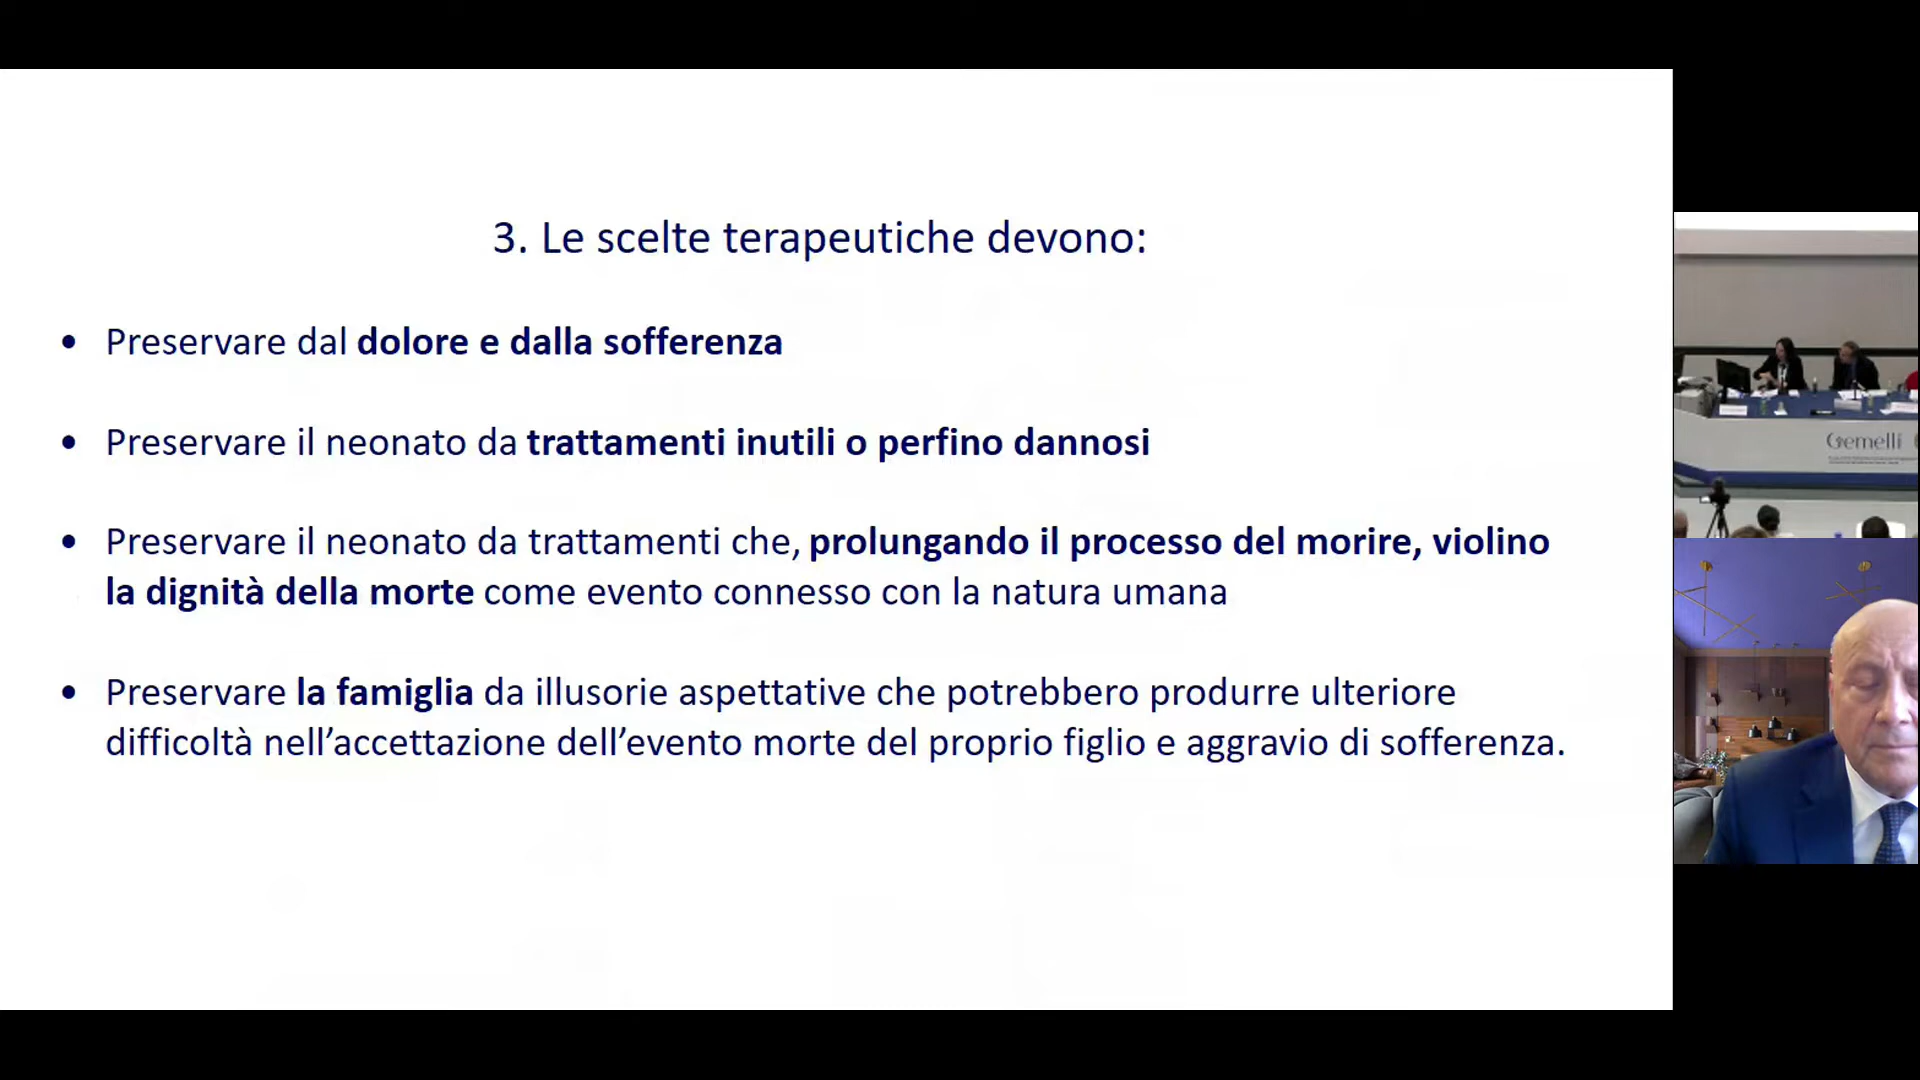 3. Le scelte terapeutiche devono:
• Preservare dal dolore e dalla sofferenza
• Preservare il neonato da trattamenti inutili o perfino dannosi
• Preservare il neonato da trattamenti che, prolungando il processo del morire, violino
la dignità della morte come evento connesso con la natura umana
• Preservare la famiglia da illusorie aspettative che potrebbero produrre ulteriore
difficoltà nell’accettazione dell’evento morte del proprio figlio e aggravio di sofferenza.
Gemelli